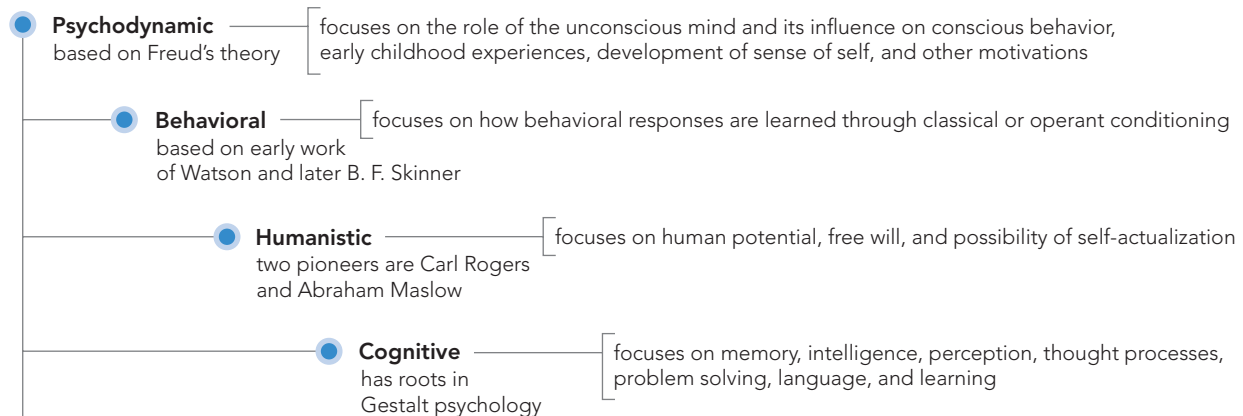 Psychodynamic
based on Freud's theory
focuses on the role of the unconscious mind and its influence on conscious behavior,
early childhood experiences, development of sense of self, and other motivations
Behavioral
based on early work
of Watson and later B. F. Skinner
focuses on how behavioral responses are learned through classical or operant conditioning
Humanistic
two pioneers are Carl Rogers
and Abraham Maslow
focuses on human potential, free will, and possibility of self-actualization
Cognitive
has roots in
Gestalt psychology
focuses on memory, intelligence, perception, thought processes,
problem solving, language, and learning